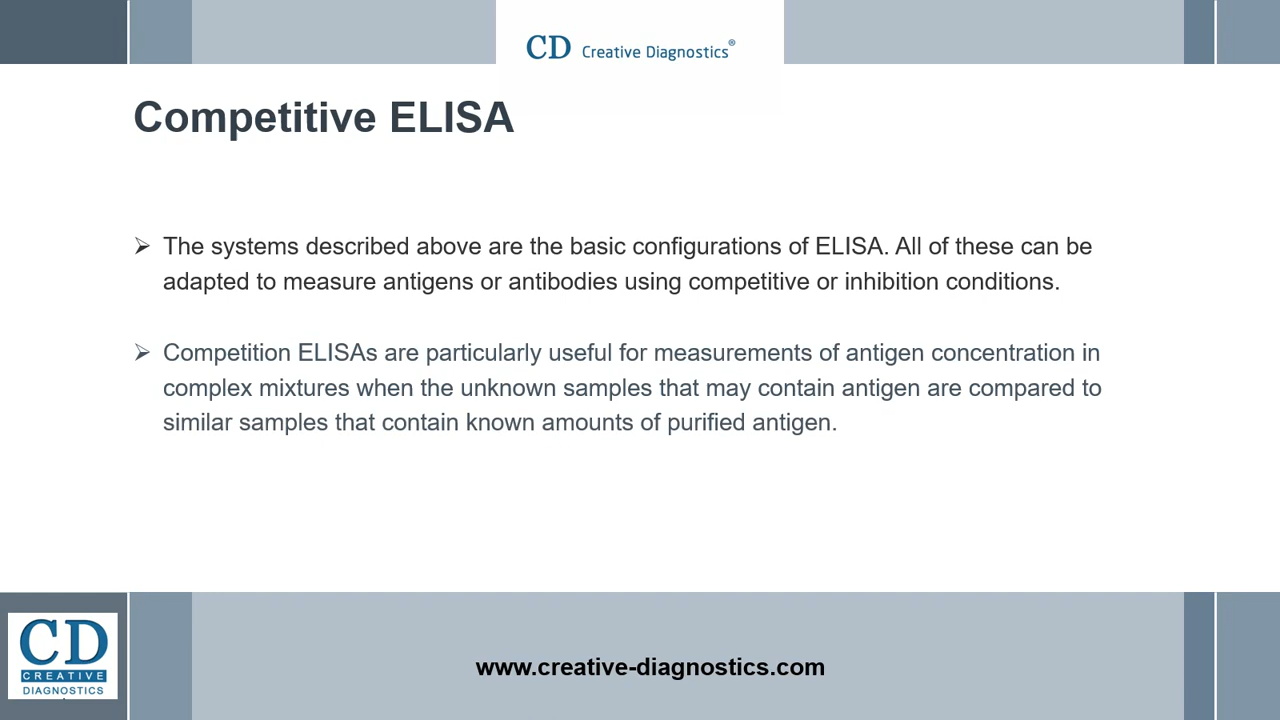 CD Creative Diagnostics®
Competitive ELISA
The systems described above are the basic configurations of ELISA. All of these can be
adapted to measure antigens or antibodies using competitive or inhibition conditions.
Competition ELISAs are particularly useful for measurements of antigen concentration in
complex mixtures when the unknown samples that may contain antigen are compared to
similar samples that contain known amounts of purified antigen.
CD
CREATIVE
DIAGNOSTICS
www.creative-diagnostics.com